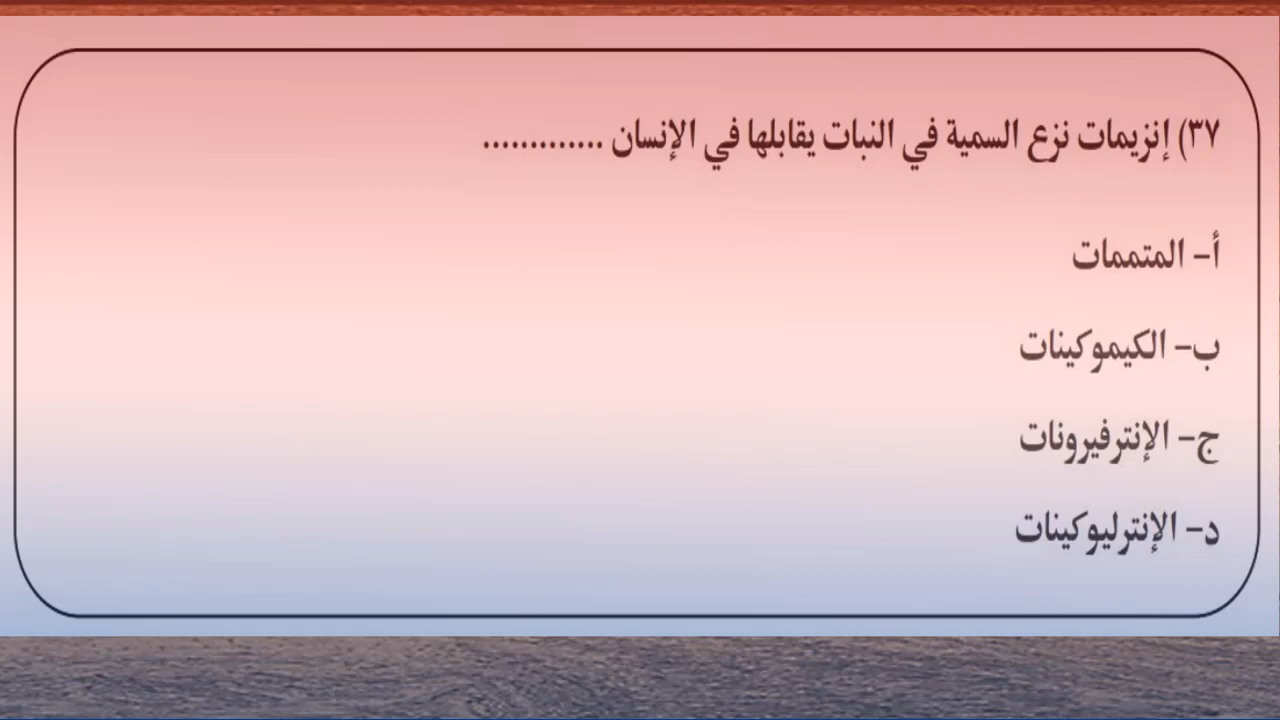 ٣٧) إنزيمات نزع السمية في النبات يقابلها في الإنسان .............
أ- المتممات
ب- الكيموكينات
ج- الإنترفيرونات
د- الإنترليوكينات